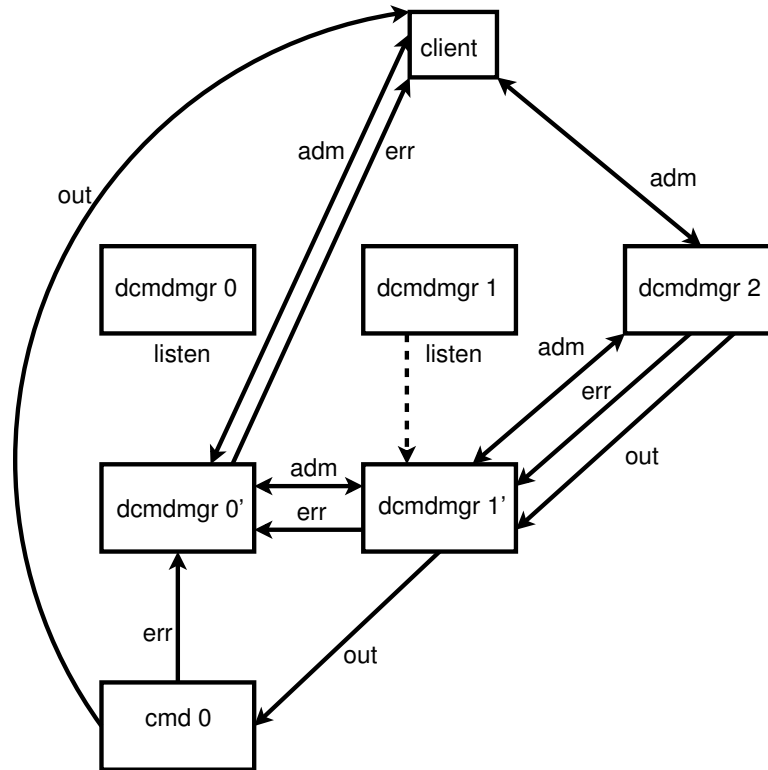 client
adm
err
adm
out
dcmdmgr 0
dcmdmgr 1
dcmdmgr 2
listen
listen
adm
err
out
adm
dcmdmgr 0’
dcmdmgr 1’
err
err
out
cmd 0